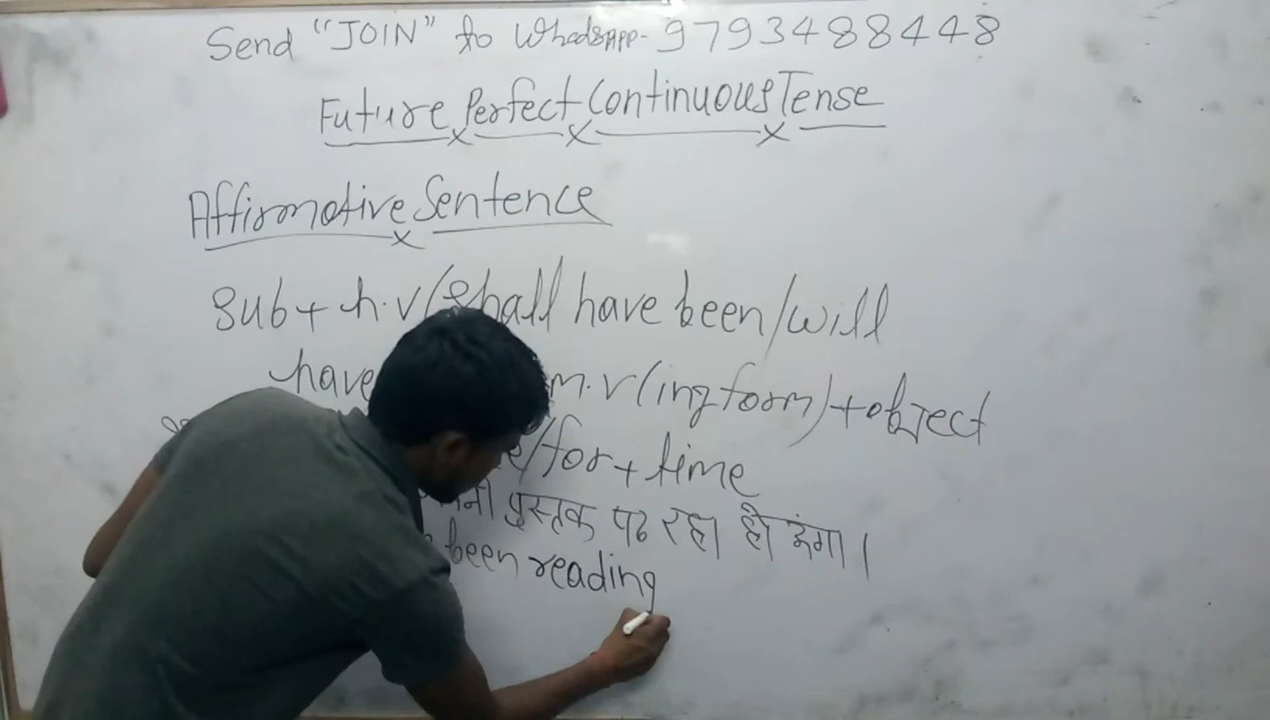 Send "JOIN" to Whatsapp- 9793488448
Future Perfect Continuous Tense
Affirmative Sentence
Sub + h.v (shall have been/will
have m.v (ing form) + object
/for + time
पुस्तक पढ रहा हो ऊंगा।
been reading